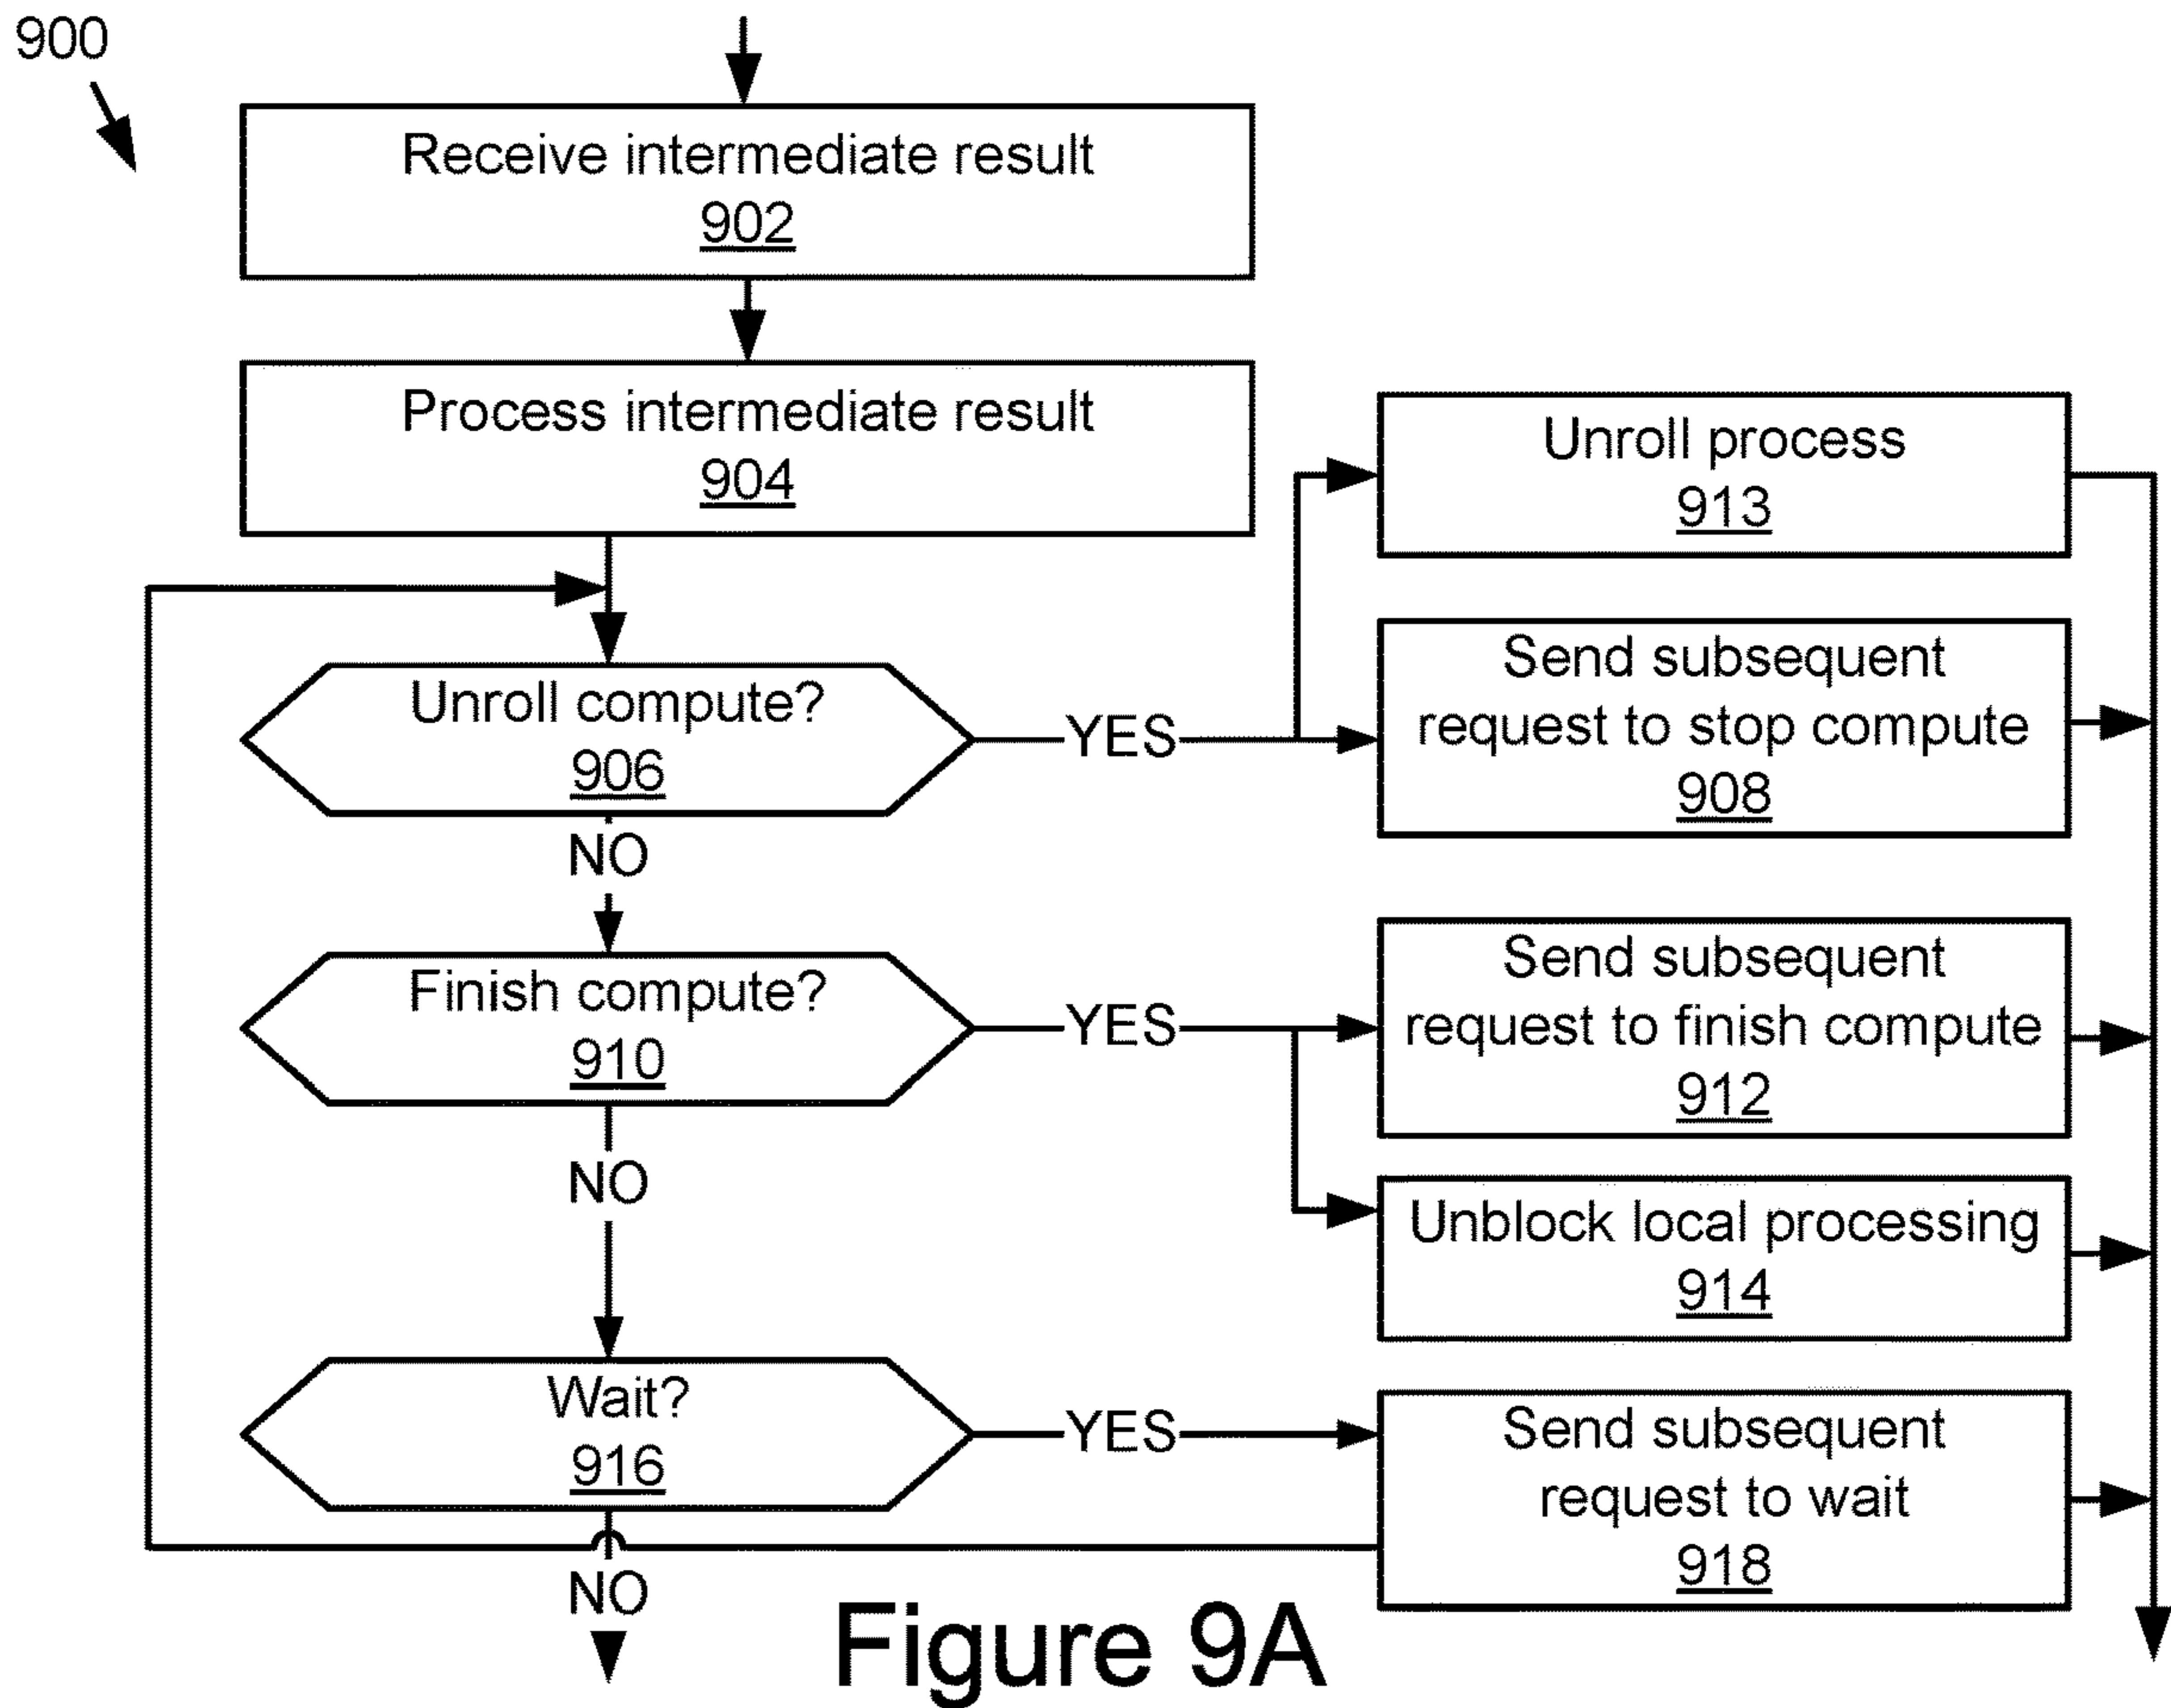 900
Receive intermediate result
902
Process intermediate result
904
Unroll process
913
Unroll compute?
906
YES
Send subsequent
request to stop compute
908
NO
Finish compute?
910
YES
Send subsequent
request to finish compute
912
NO
Unblock local processing
914
Wait?
916
YES
Send subsequent
request to wait
918
NO
Figure 9A